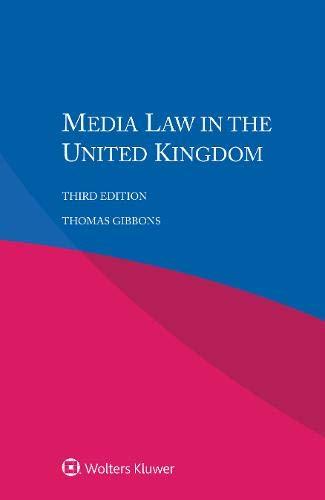 MEDIA LAW IN THE
UNITED KINGDOM
THIRD EDITION
THOMAS GIBBONS
Wolters Kluwer